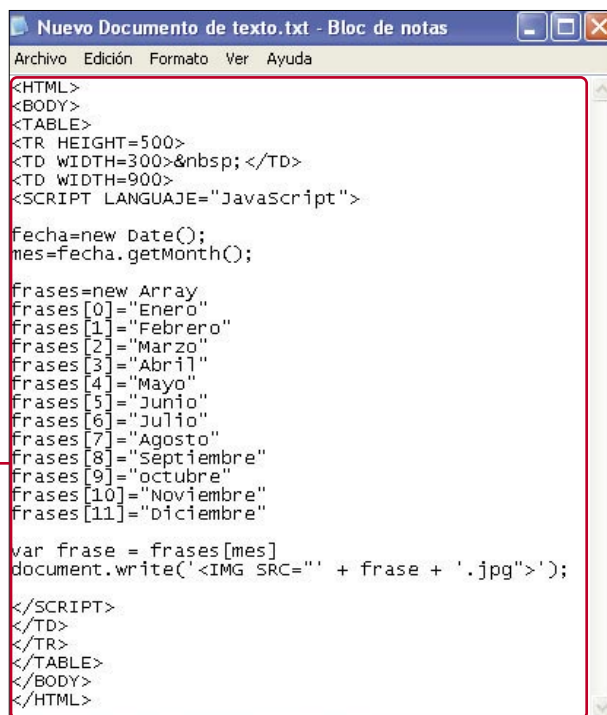 Nuevo Documento de texto.txt - Bloc de notas
Archivo Edición Formato Ver Ayuda
<HTML>
<BODY>
<TABLE>
<TR HEIGHT=500>
<TD WIDTH=300>&nbsp;</TD>
<TD WIDTH=900>
<SCRIPT LANGUAJE="JavaScript">
fecha=new Date();
mes=fecha.getMonth();
frases=new Array
frases[0]="Enero"
frases[1]="Febrero"
frases[2]="Marzo"
frases[3]="Abril"
frases[4]="Mayo"
frases[5]="Junio"
frases[6]="Julio"
frases[7]="Agosto"
frases[8]="Septiembre"
frases[9]="octubre"
frases[10]="Noviembre"
frases[11]="Diciembre"
var frase = frases[mes]
document.write('<IMG SRC="' + frase + '.jpg">');
</SCRIPT>
</TD>
</TR>
</TABLE>
</BODY>
</HTML>